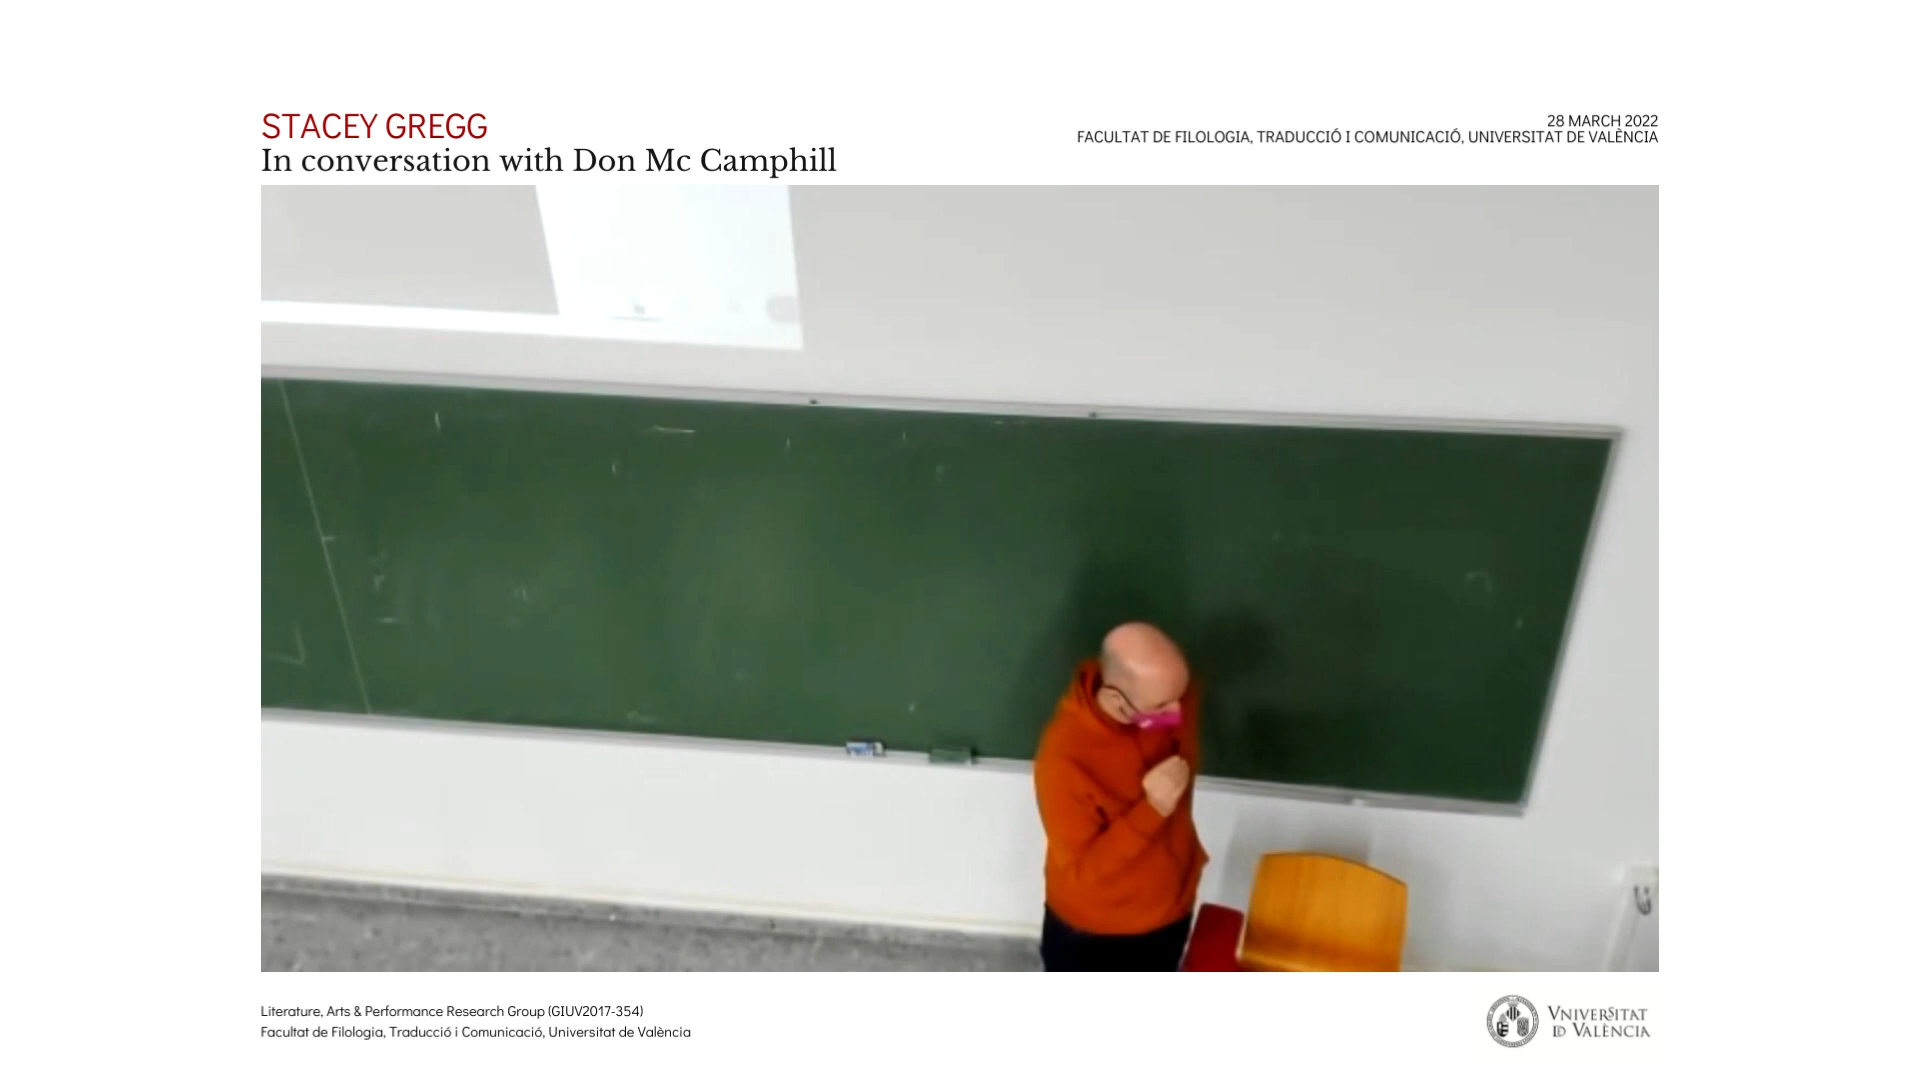 STACEY GREGG
In conversation with Don Mc Camphill
28 MARCH 2022
FACULTAT DE FILOLOGIA, TRADUCCIÓ I COMUNICACIÓ, UNIVERSITAT DE VALÈNCIA
Literature, Arts & Performance Research Group (GIUV2017-354)
Facultat de Filologia, Traducció i Comunicació, Universitat de València
VNIVERSITAT
ID VALÈNCIA